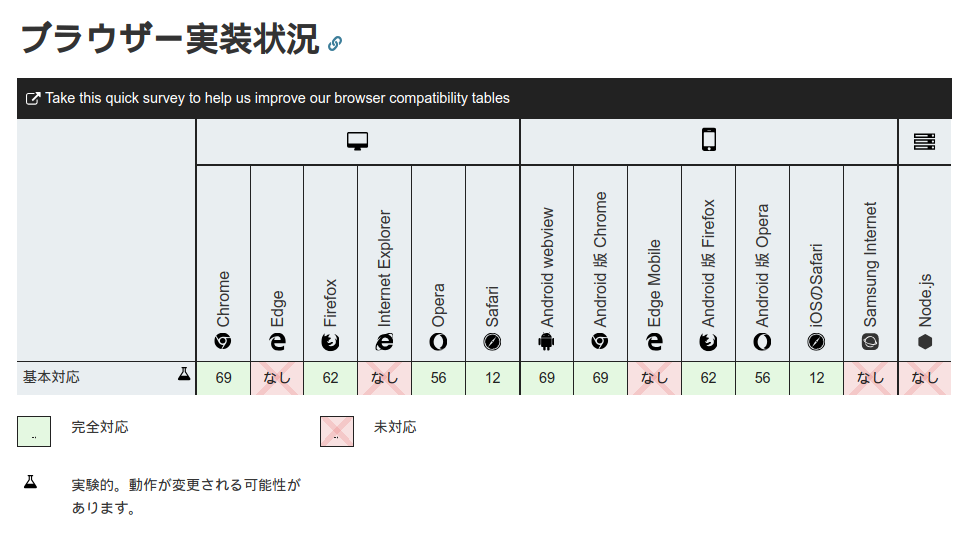 ブラウザー実装状況
Take this quick survey to help us improve our browser compatibility tables
Chrome
Edge
Firefox
Internet Explorer
Opera
Safari
Android webview
Android 版 Chrome
Edge Mobile
Android 版 Firefox
Android 版 Opera
iOSのSafari
Samsung Internet
Node.js
基本対応 69 なし 62 なし 56 12 69 69 なし 62 56 12 なし なし
完全対応 未対応
実験的。動作が変更される可能性が
あります。